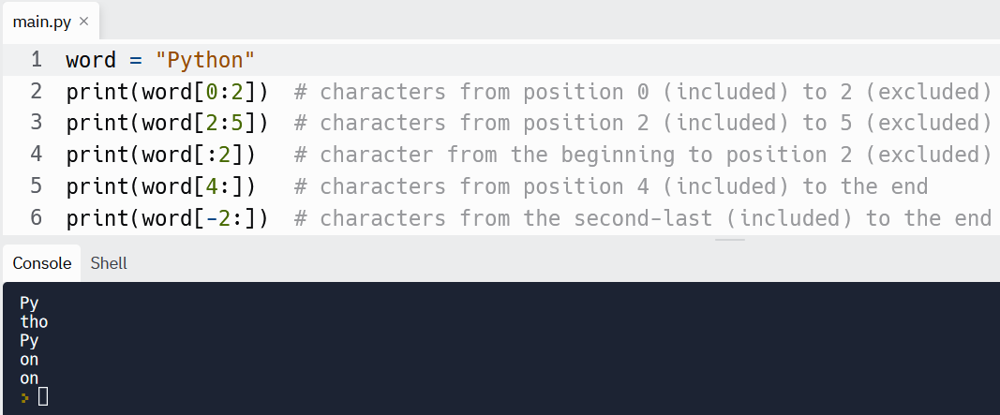 main.py ×
1 word = "Python"
2 print(word[0:2])  # characters from position 0 (included) to 2 (excluded)
3 print(word[2:5])  # characters from position 2 (included) to 5 (excluded)
4 print(word[:2])   # character from the beginning to position 2 (excluded)
5 print(word[4:])   # characters from position 4 (included) to the end
6 print(word[-2:])  # characters from the second-last (included) to the end
Console Shell
Py
tho
Py
on
on